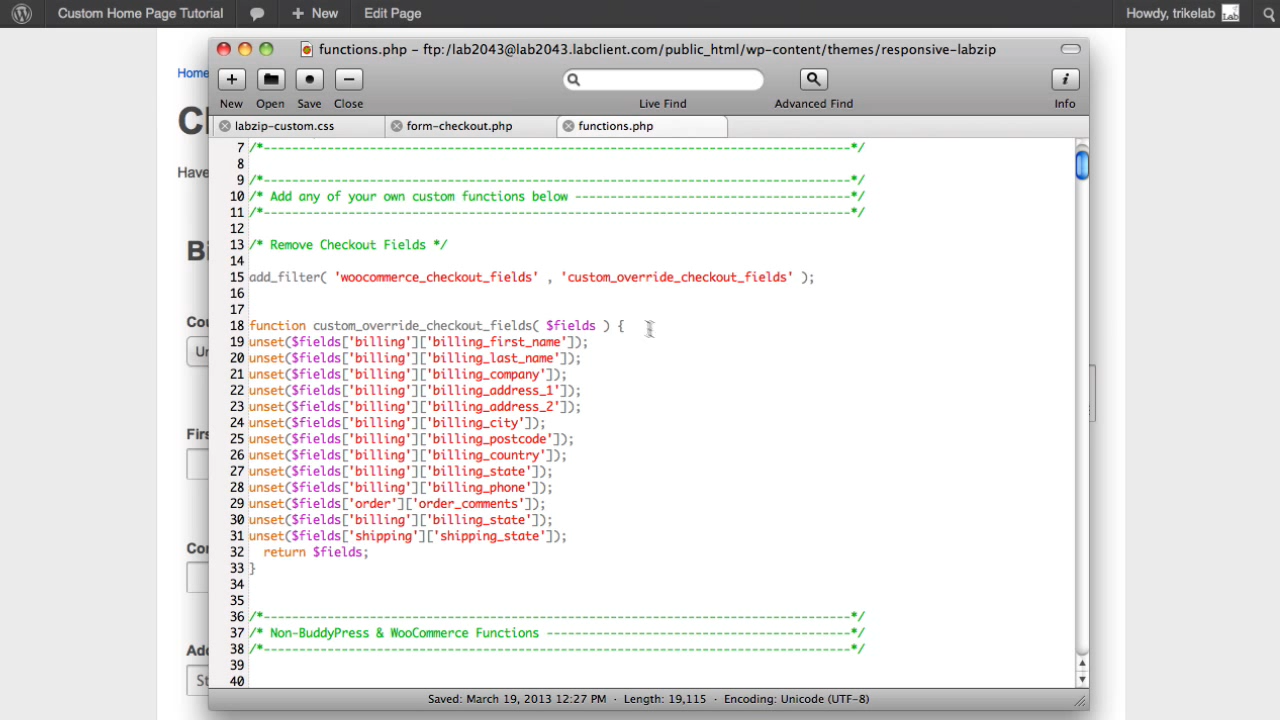 Custom Home Page Tutorial
New
Edit Page
Howdy, trikelab
Lab
functions.php – ftp://lab2043@lab2043.labclient.com/public_html/wp-content/themes/responsive-labzip
New Open Save Close
Live Find
Advanced Find
Info
labzip-custom.css
form-checkout.php
functions.php
Home
Have
Cou
Firs
Add
7 /*----------------------------------------------------------------------------------*/
8
9 /*----------------------------------------------------------------------------------*/
10 /* Add any of your own custom functions below ---------------------------------------*/
11 /*----------------------------------------------------------------------------------*/
12
13 /* Remove Checkout Fields */
14
15 add_filter( 'woocommerce_checkout_fields' , 'custom_override_checkout_fields' );
16
17
18 function custom_override_checkout_fields( $fields ) {
19 unset($fields['billing']['billing_first_name']);
20 unset($fields['billing']['billing_last_name']);
21 unset($fields['billing']['billing_company']);
22 unset($fields['billing']['billing_address_1']);
23 unset($fields['billing']['billing_address_2']);
24 unset($fields['billing']['billing_city']);
25 unset($fields['billing']['billing_postcode']);
26 unset($fields['billing']['billing_country']);
27 unset($fields['billing']['billing_state']);
28 unset($fields['billing']['billing_phone']);
29 unset($fields['order']['order_comments']);
30 unset($fields['billing']['billing_state']);
31 unset($fields['shipping']['shipping_state']);
32 return $fields;
33 }
34
35
36 /*----------------------------------------------------------------------------------*/
37 /* Non-BuddyPress & WooCommerce Functions -------------------------------------------*/
38 /*----------------------------------------------------------------------------------*/
39
40
Saved: March 19, 2013 12:27 PM · Length: 19,115 · Encoding: Unicode (UTF-8)